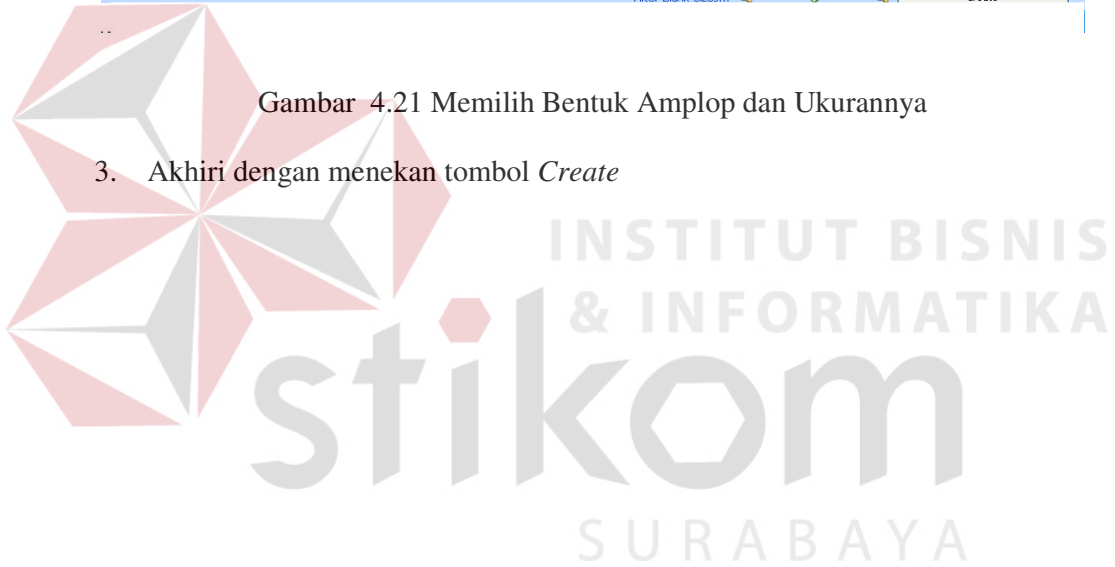 Gambar 4.21 Memilih Bentuk Amplop dan Ukurannya
3. Akhiri dengan menekan tombol Create
INSTITUT BISNIS
& INFORMATIKA
stikom
SURABAYA